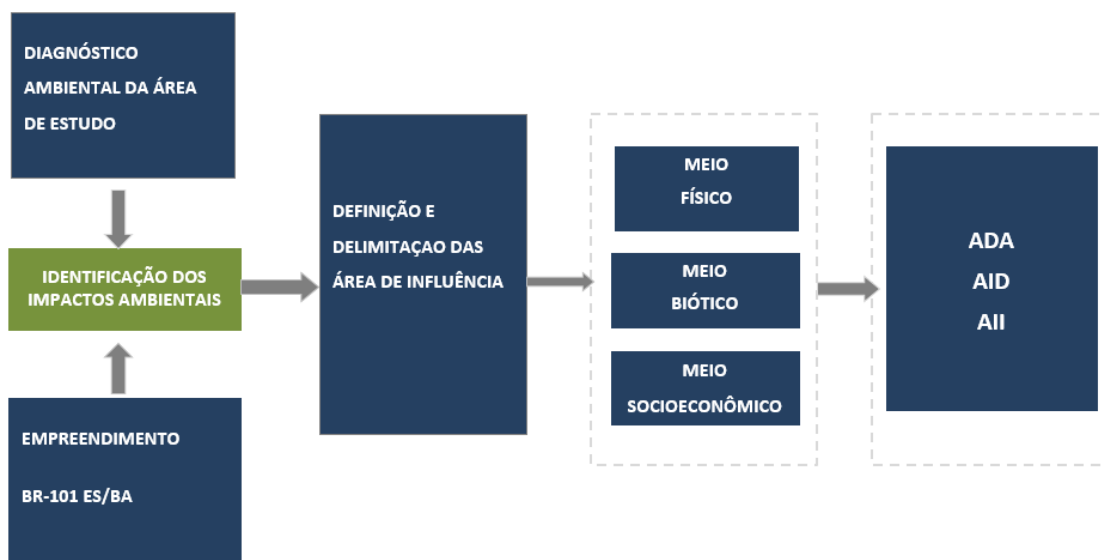 DIAGNÓSTICO
AMBIENTAL DA ÁREA
DE ESTUDO
IDENTIFICAÇÃO DOS
IMPACTOS AMBIENTAIS
EMPREENDIMENTO
BR-101 ES/BA
DEFINIÇÃO E
DELIMITAÇAO DAS
ÁREA DE INFLUÊNCIA
MEIO
FÍSICO
MEIO
BIÓTICO
MEIO
SOCIOECONÔMICO
ADA
AID
AII